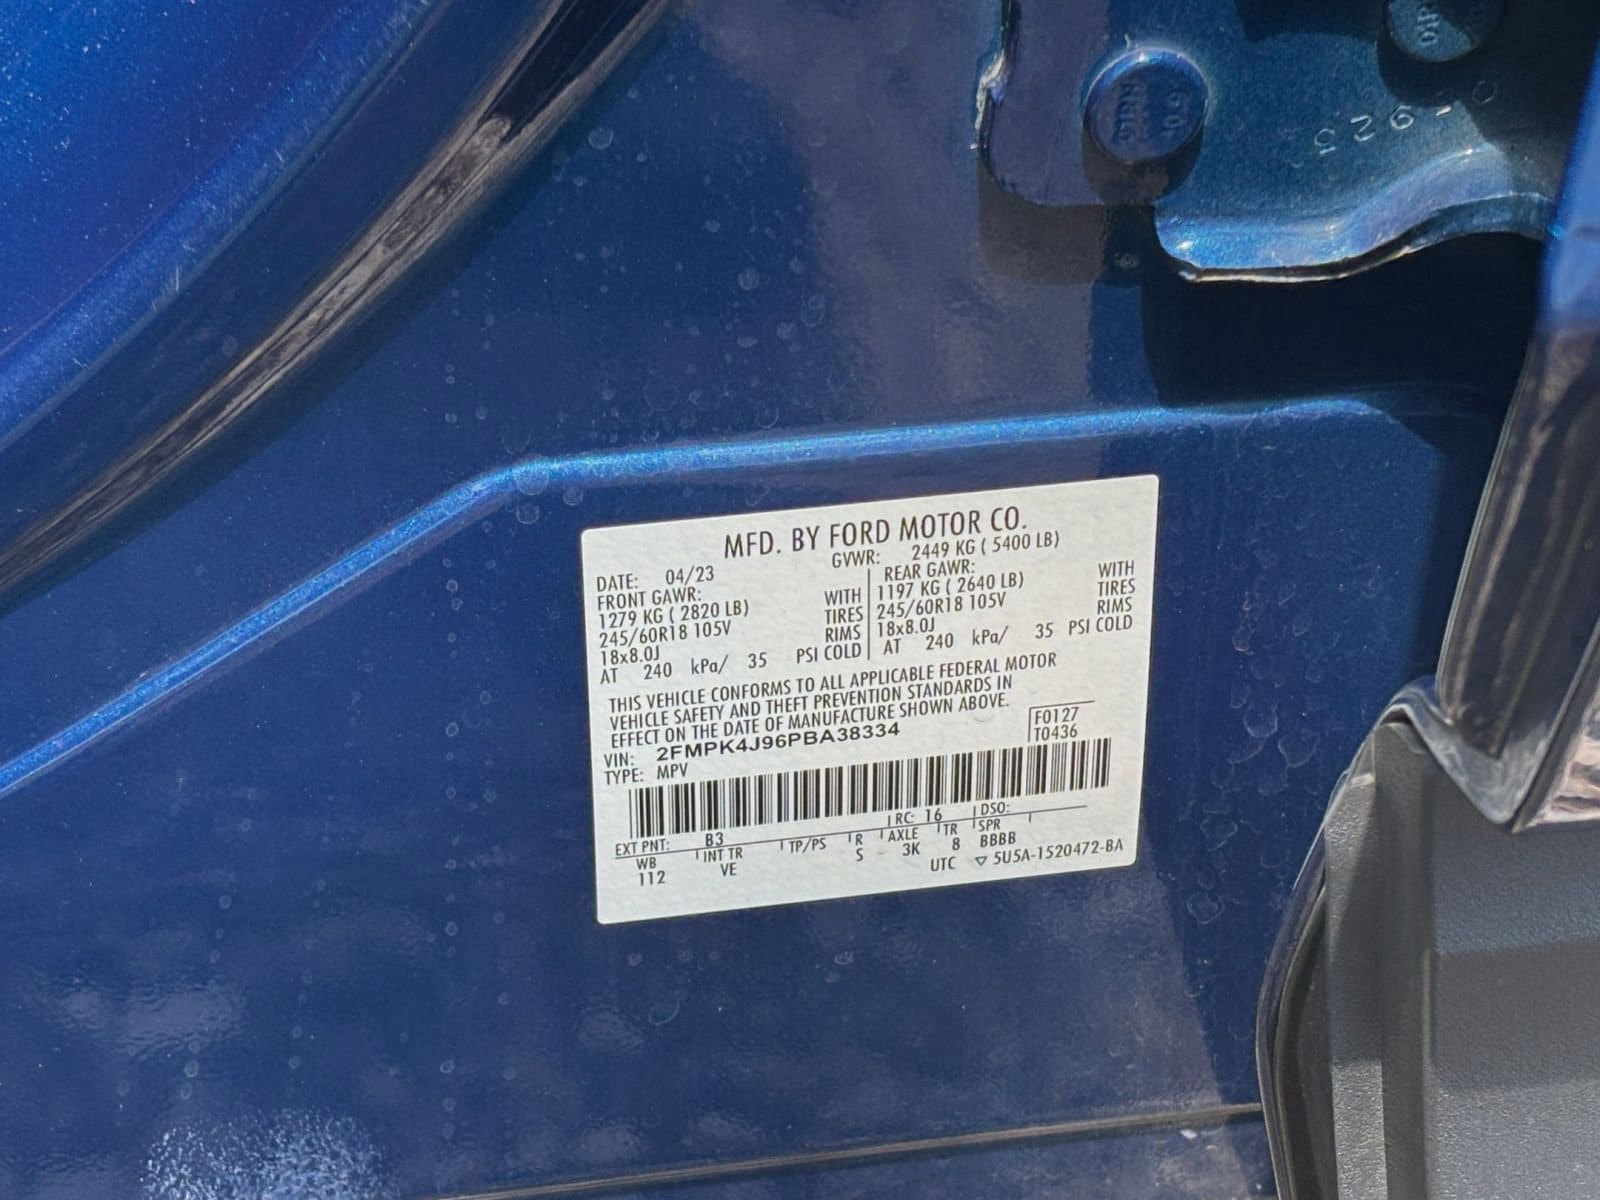 MFD. BY FORD MOTOR CO.
DATE: 04/23 GVWR: 2449 KG ( 5400 LB)
FRONT GAWR: REAR GAWR:
1279 KG ( 2820 LB) WITH 1197 KG ( 2640 LB) WITH
245/60R18 105V TIRES 245/60R18 105V TIRES
18x8.0J RIMS 18x8.0J RIMS
AT 240 kPa/ 35 PSI COLD AT 240 kPa/ 35 PSI COLD
THIS VEHICLE CONFORMS TO ALL APPLICABLE FEDERAL MOTOR
VEHICLE SAFETY AND THEFT PREVENTION STANDARDS IN
EFFECT ON THE DATE OF MANUFACTURE SHOWN ABOVE.
VIN: 2FMPK4J96PBA38334 F0127
TYPE: MPV T0436
EXT PNT: B3 RC: 16 DSO:
WB INT TR TP/PS R AXLE TR SPR
112 VE S 3K 8 BBBB
UTC ▽ 5U5A-1520472-BA